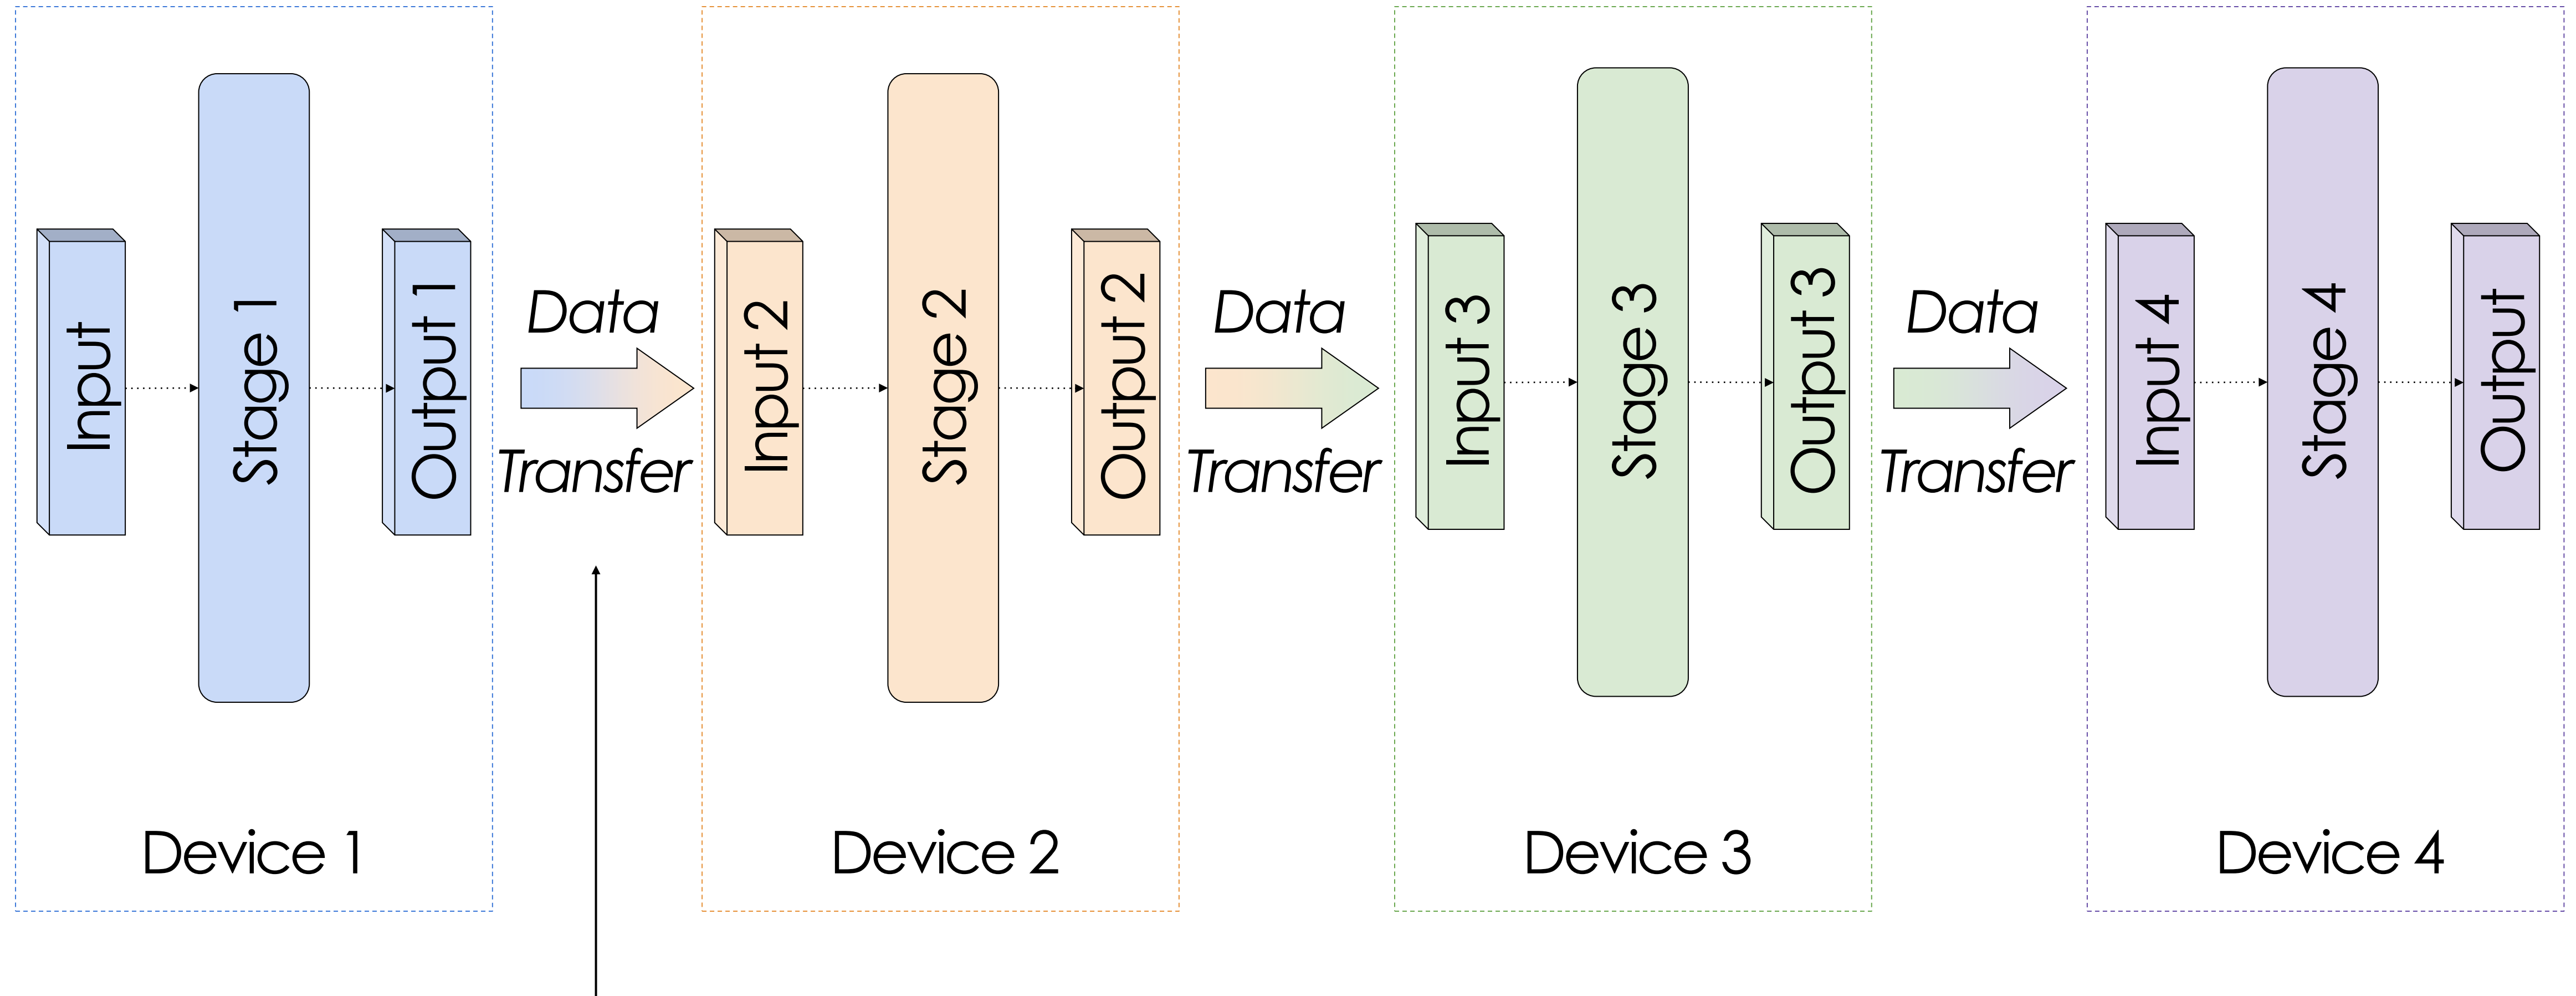 Input
Stage 1
Output 1
Device 1
Data
Transfer
Input 2
Stage 2
Output 2
Device 2
Data
Transfer
Input 3
Stage 3
Output 3
Device 3
Data
Transfer
Input 4
Stage 4
Output
Device 4